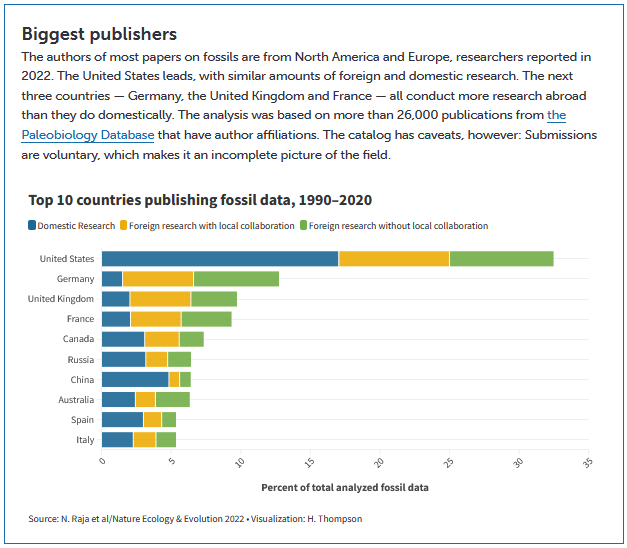 Biggest publishers
The authors of most papers on fossils are from North America and Europe, researchers reported in
2022. The United States leads, with similar amounts of foreign and domestic research. The next
three countries — Germany, the United Kingdom and France — all conduct more research abroad
than they do domestically. The analysis was based on more than 26,000 publications from the
Paleobiology Database that have author affiliations. The catalog has caveats, however: Submissions
are voluntary, which makes it an incomplete picture of the field.
Top 10 countries publishing fossil data, 1990–2020
Domestic Research Foreign research with local collaboration Foreign research without local collaboration
United States
Germany
United Kingdom
France
Canada
Russia
China
Australia
Spain
Italy
0 5 10 15 20 25 30 35
Percent of total analyzed fossil data
Source: N. Raja et al/Nature Ecology & Evolution 2022 • Visualization: H. Thompson